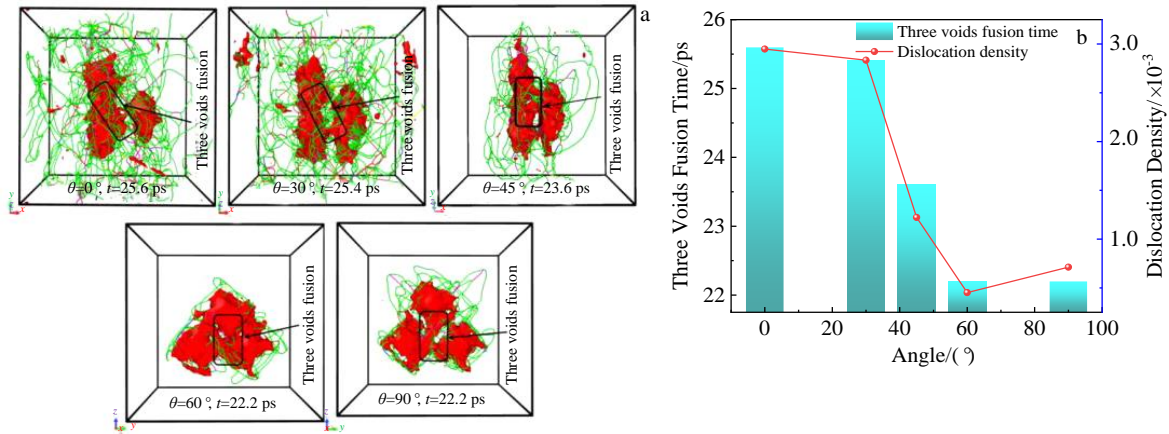 a
Three voids fusion
θ=0°, t=25.6 ps
y
x
Three voids fusion
θ=30°, t=25.4 ps
y
x
Three voids fusion
θ=45°, t=23.6 ps
x
Three voids fusion
θ=60°, t=22.2 ps
z
y
Three voids fusion
θ=90°, t=22.2 ps
z
y
b
Three voids fusion time
Dislocation density
Three Voids Fusion Time/ps
26
25
24
23
22
0
20
40
60
80
100
Angle/(°)
3.0
2.0
1.0
Dislocation Density/×10⁻³